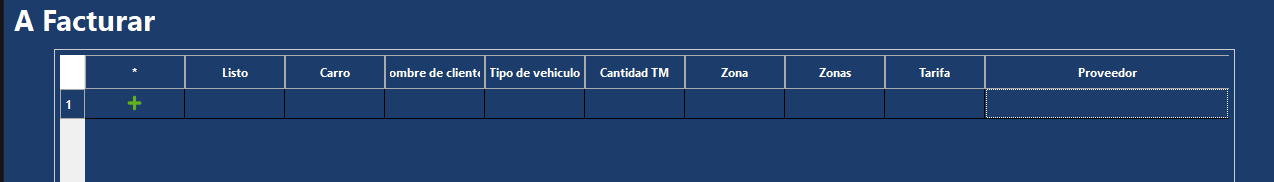 A Facturar
* Listo Carro ombre de cliente Tipo de vehiculo Cantidad TM Zona Zonas Tarifa Proveedor
1